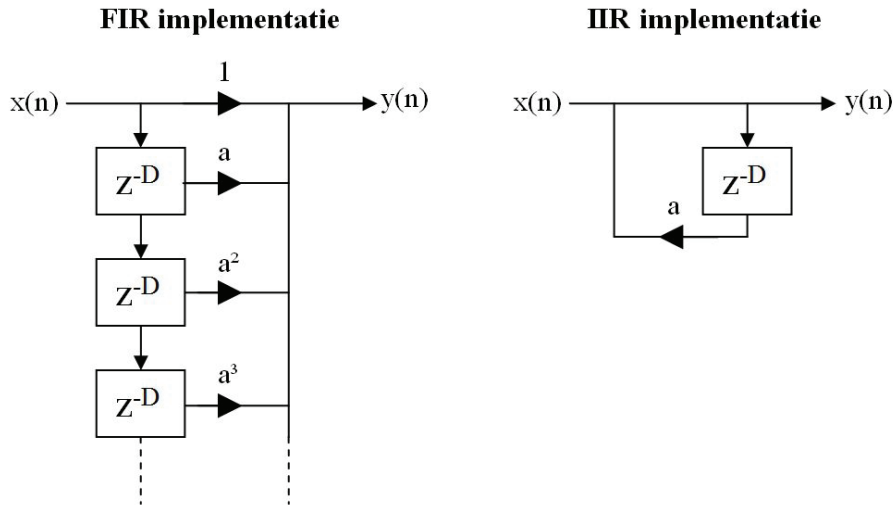 FIR implementatie
IIR implementatie
1
x(n)
y(n)
x(n)
y(n)
a
Z-D
Z-D
a
a²
Z-D
a³
Z-D